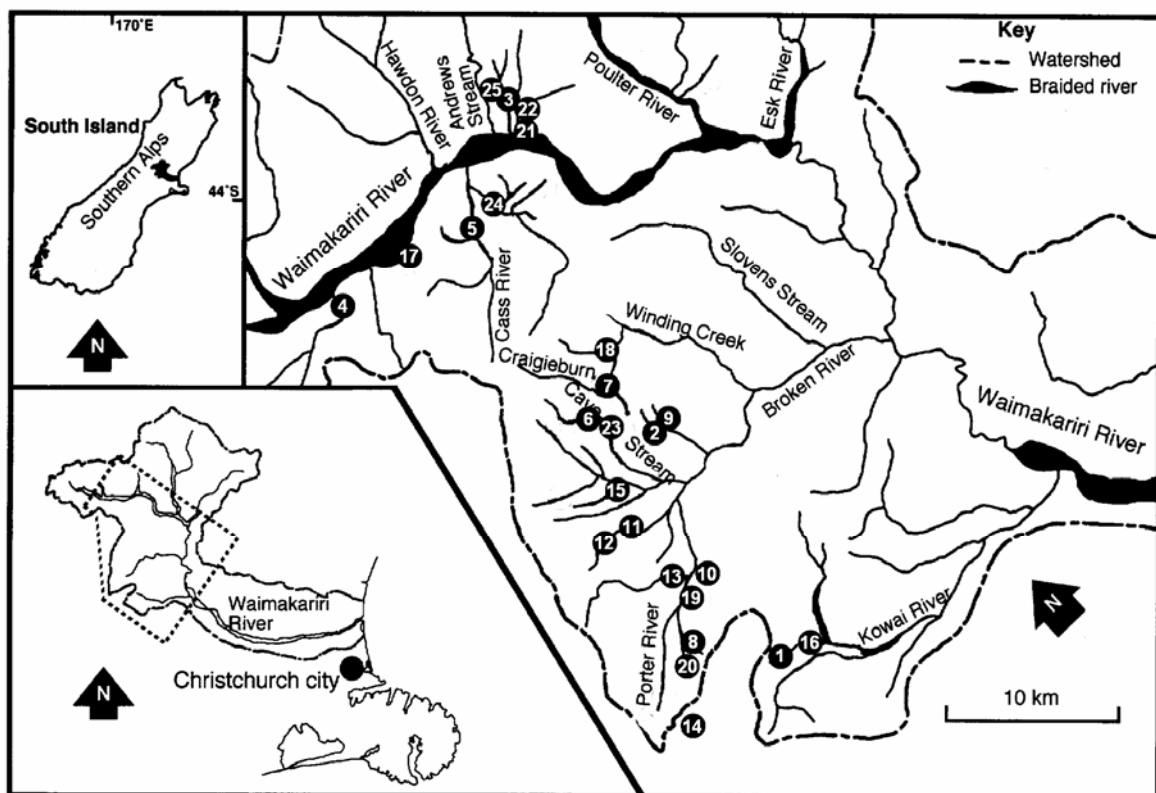 170°E
South Island
Southern Alps
44°S
N
Waimakariri
River
Christchurch city
N
Key
Watershed
Braided river
Hawdon River
Andrews
Stream
Poulter River
Esk River
25
3
22
21
Waimakariri River
24
5
17
4
Cass River
Slovens Stream
Winding Creek
18
Craigieburn
7
Broken River
Cave
Stream
6
23
9
2
Waimakariri River
15
11
12
13
10
19
Porter River
8
20
14
1
16
Kowai River
N
10 km